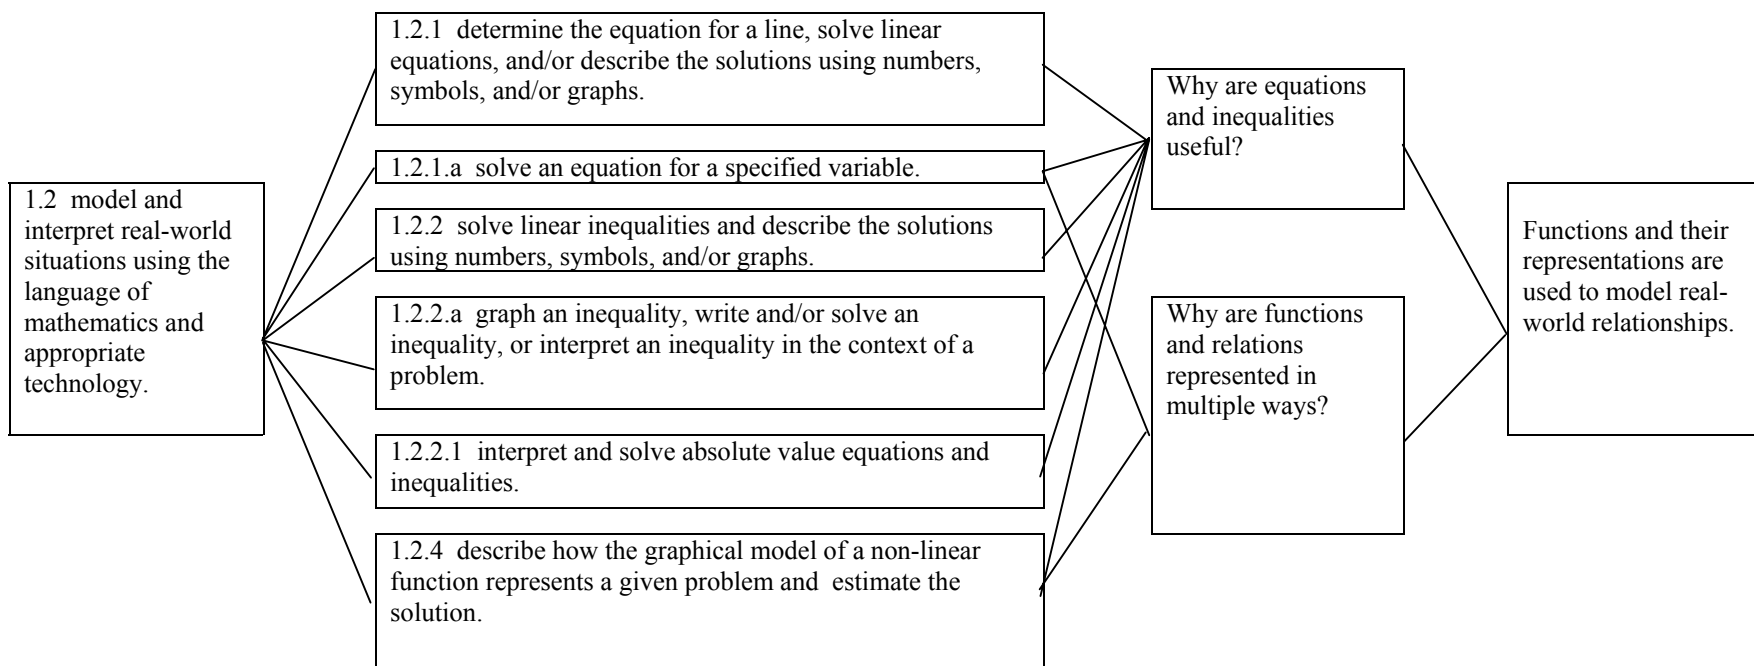 1.2 model and
interpret real-world
situations using the
language of
mathematics and
appropriate
technology.
1.2.1 determine the equation for a line, solve linear
equations, and/or describe the solutions using numbers,
symbols, and/or graphs.
1.2.1.a solve an equation for a specified variable.
1.2.2 solve linear inequalities and describe the solutions
using numbers, symbols, and/or graphs.
1.2.2.a graph an inequality, write and/or solve an
inequality, or interpret an inequality in the context of a
problem.
1.2.2.1 interpret and solve absolute value equations and
inequalities.
1.2.4 describe how the graphical model of a non-linear
function represents a given problem and estimate the
solution.
Why are equations
and inequalities
useful?
Why are functions
and relations
represented in
multiple ways?
Functions and their
representations are
used to model real-
world relationships.